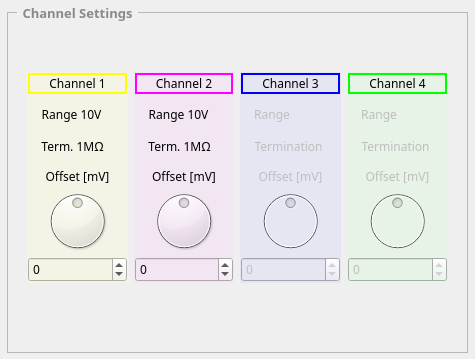 Channel Settings
Channel 1 Channel 2 Channel 3 Channel 4
Range 10V Range 10V Range Range
Term. 1MΩ Term. 1MΩ Termination Termination
Offset [mV] Offset [mV] Offset [mV] Offset [mV]
0 0 0 0